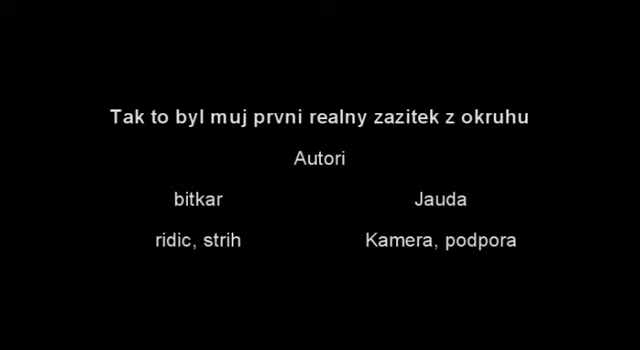 Tak to byl muj prvni realny zazitek z okruhu
Autori
bitkar Jauda
ridic, strih Kamera, podpora